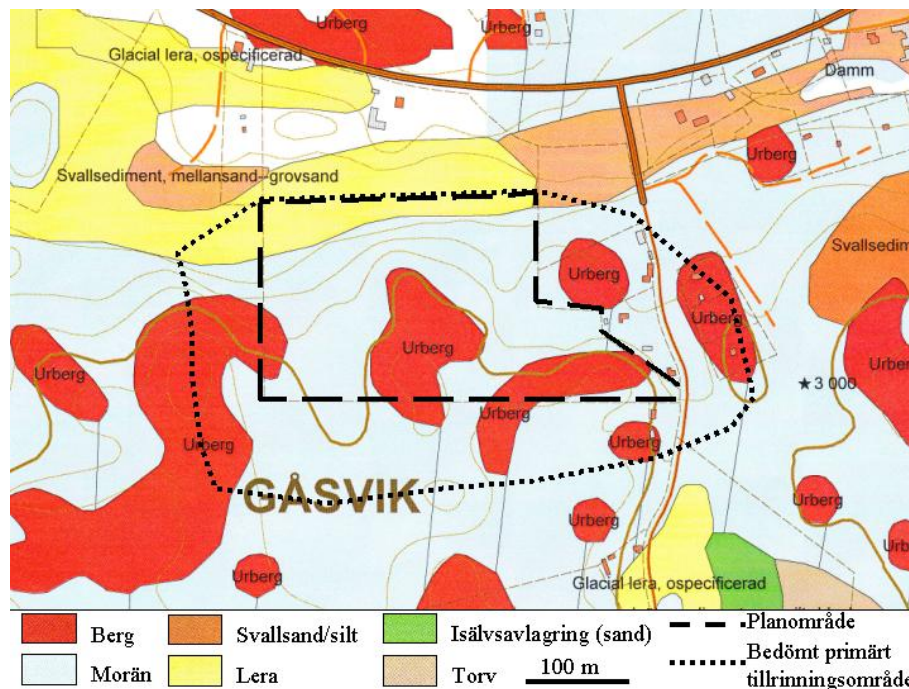 Urberg
Urberg
Glacial lera, ospecificerad
Damm
Urberg
Svallsediment, mellansand--grovsand
Svallsedim
Urberg
Urberg
Urberg
Urberg
Urber
3 000
Urberg
Urberg
Urberg
GÅSVIK
Urberg
Urberg
Urberg
Urb
Glacial lera, ospecificerad
Urberg
Berg
Svallsand/silt
Isälvsavlagring (sand)
Planområde
Morän
Lera
Torv
100 m
Bedömt primärt
tillrinningsområde